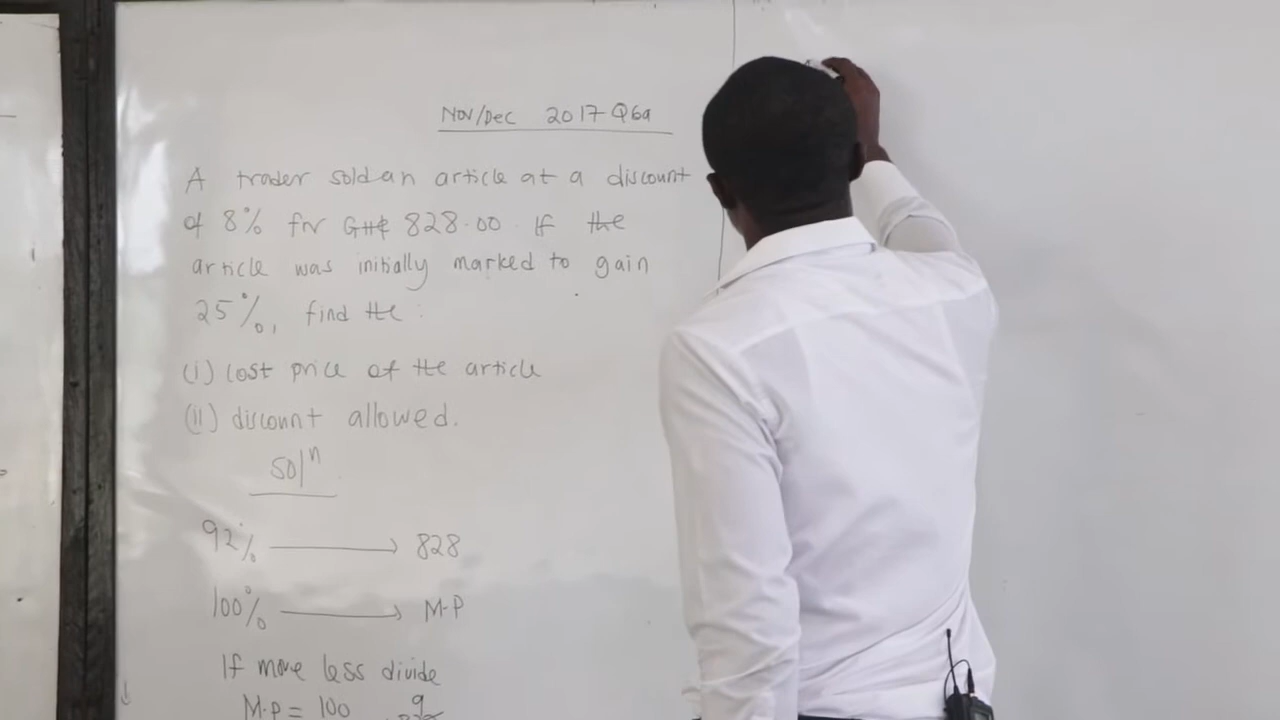 Nov/Dec 2017 Q6a
A trader sold an article at a discount
of 8% for GH¢ 828.00. If the
article was initially marked to gain
25%, find the:
(i) cost price of the article
(ii) discount allowed.
solⁿ
92% → 828
100% → M.P
If more less divide
M.P = 100 9